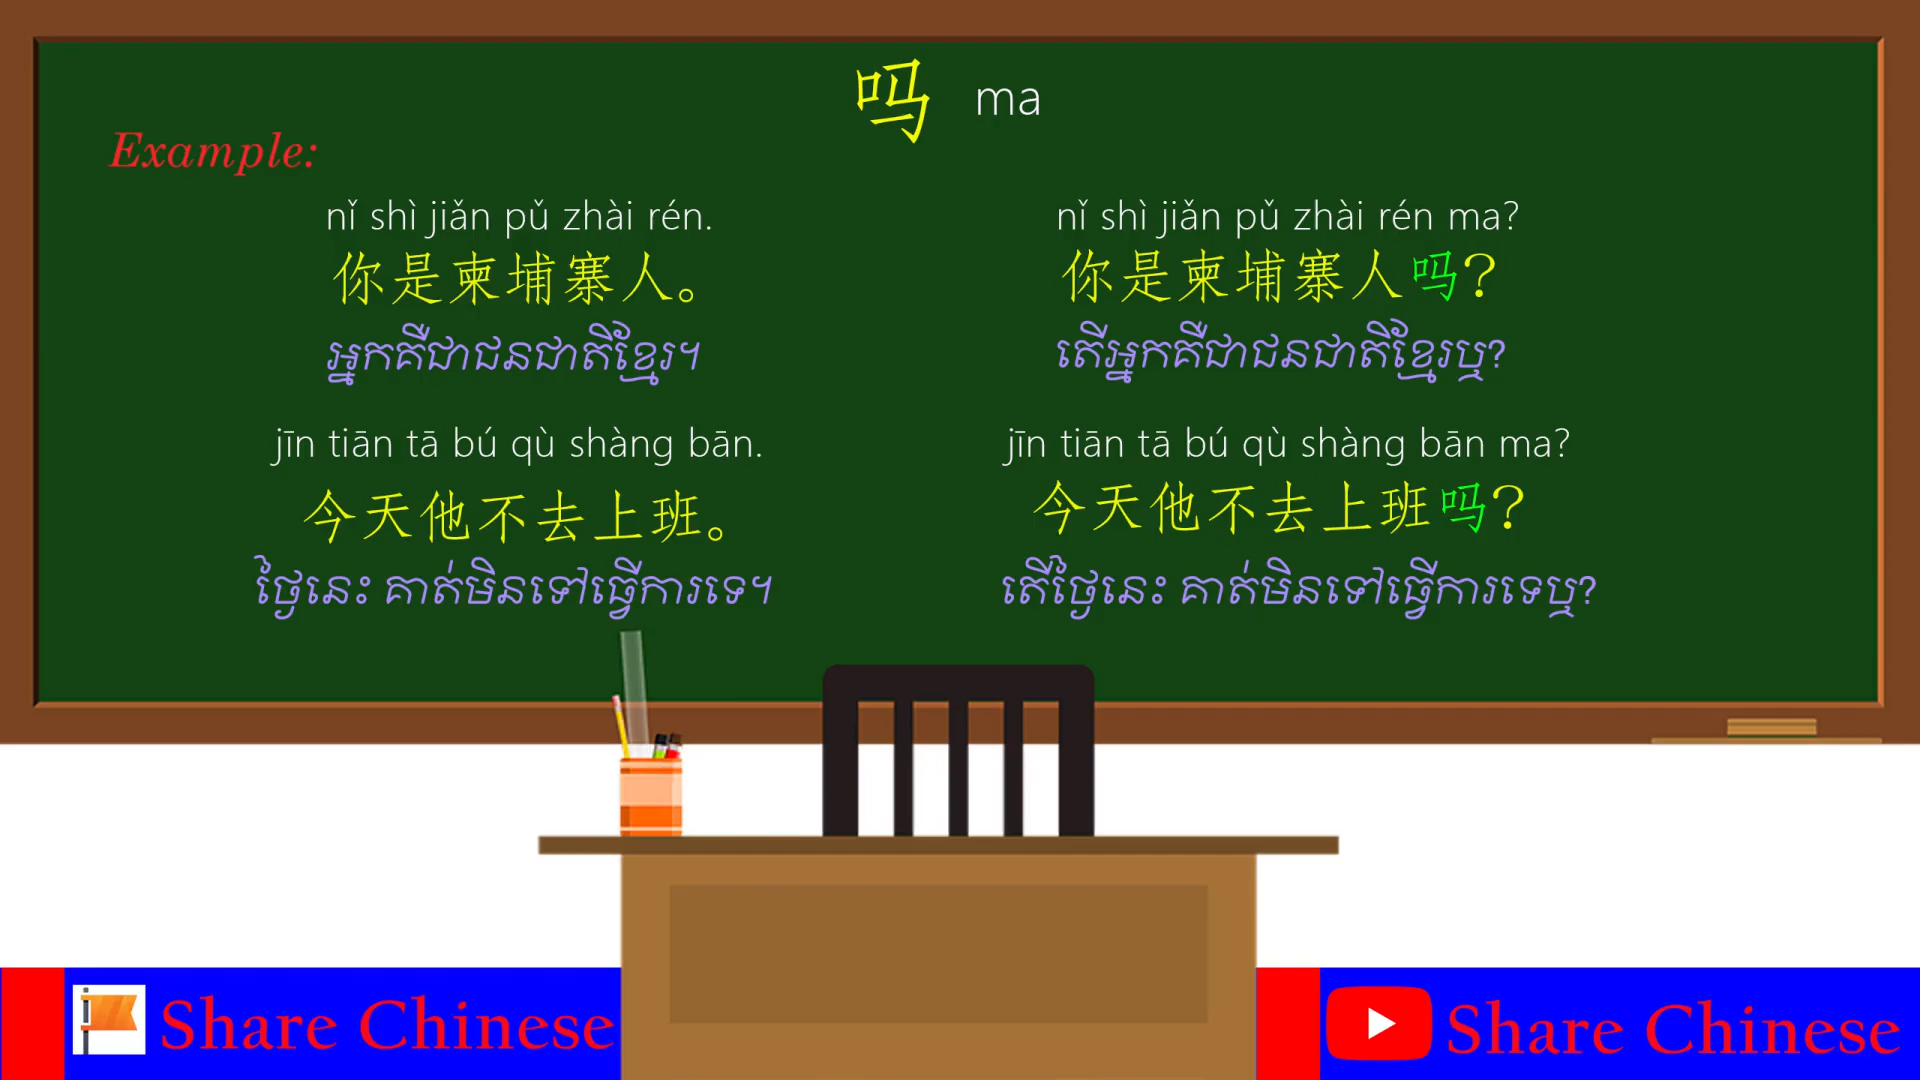 吗 ma
Example:
nǐ shì jiǎn pǔ zhài rén.
你是柬埔寨人。
អ្នកគឺជាជនជាតិខ្មែរ។
nǐ shì jiǎn pǔ zhài rén ma?
你是柬埔寨人吗？
តើអ្នកគឺជាជនជាតិខ្មែរឬ?
jīn tiān tā bú qù shàng bān.
今天他不去上班。
ថ្ងៃនេះ គាត់មិនទៅធ្វើការទេ។
jīn tiān tā bú qù shàng bān ma?
今天他不去上班吗？
តើថ្ងៃនេះ គាត់មិនទៅធ្វើការទេឬ?
Share Chinese
Share Chinese